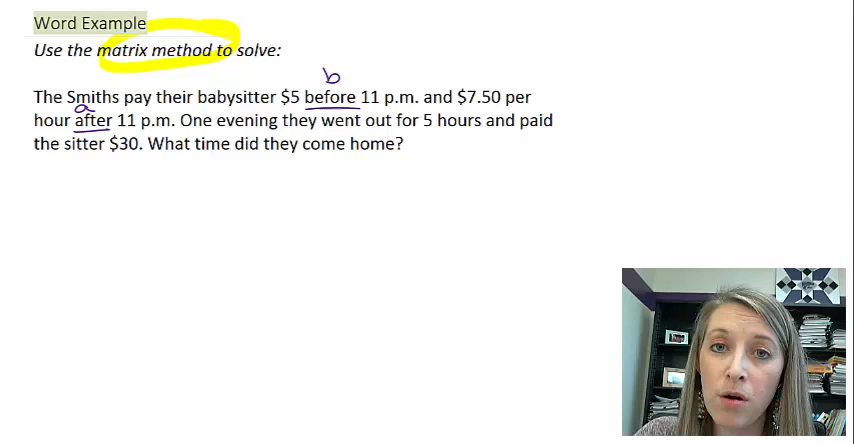 Word Example
Use the matrix method to solve:
b
The Smiths pay their babysitter $5 before 11 p.m. and $7.50 per
a
hour after 11 p.m. One evening they went out for 5 hours and paid
the sitter $30. What time did they come home?